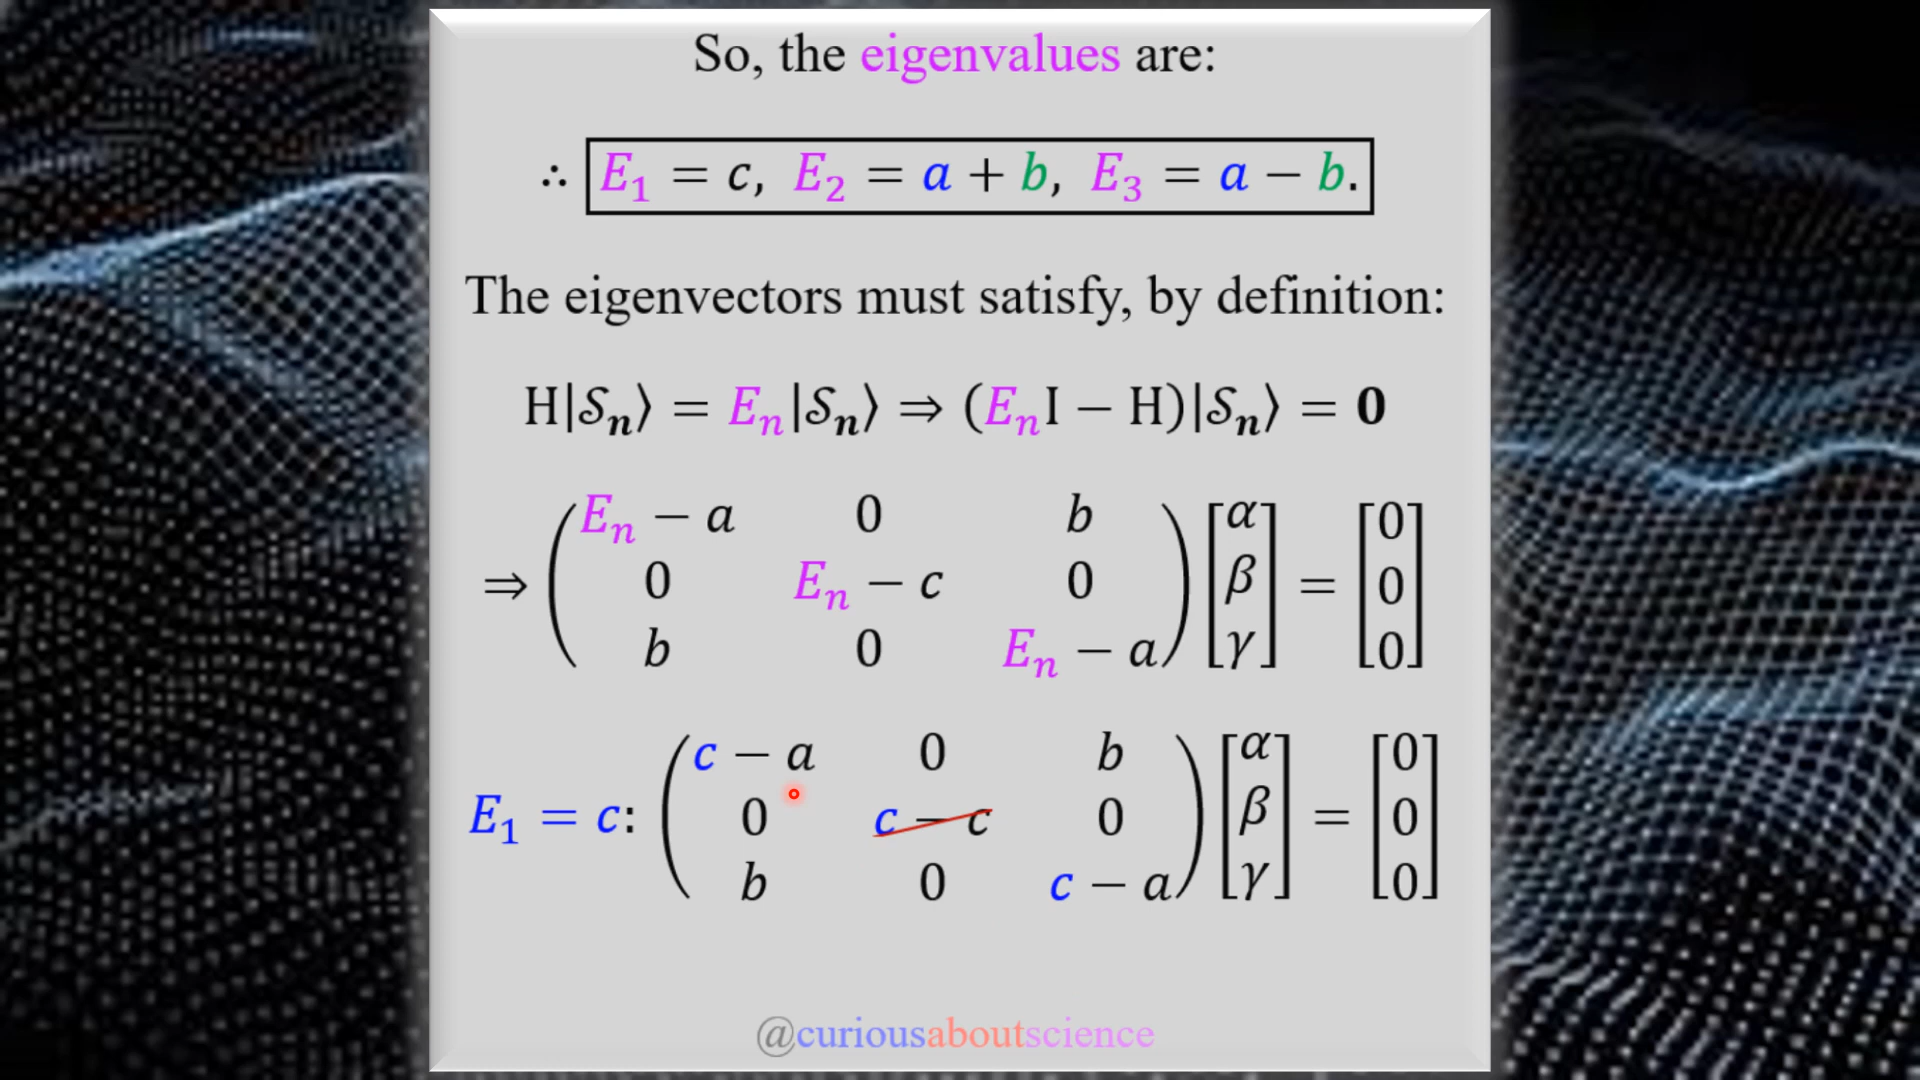 So, the eigenvalues are:
∴ E₁ = c, E₂ = a + b, E₃ = a − b.
The eigenvectors must satisfy, by definition:
H|𝒮ₙ⟩ = Eₙ|𝒮ₙ⟩ ⇒ (EₙI − H)|𝒮ₙ⟩ = 0
⇒ ( Eₙ − a 0 b ) [α] [0]
( 0 Eₙ − c 0 ) [β] = [0]
( b 0 Eₙ − a ) [γ] [0]
( c − a 0 b ) [α] [0]
E₁ = c: ( 0 c − c 0 ) [β] = [0]
( b 0 c − a ) [γ] [0]
@curiousaboutscience